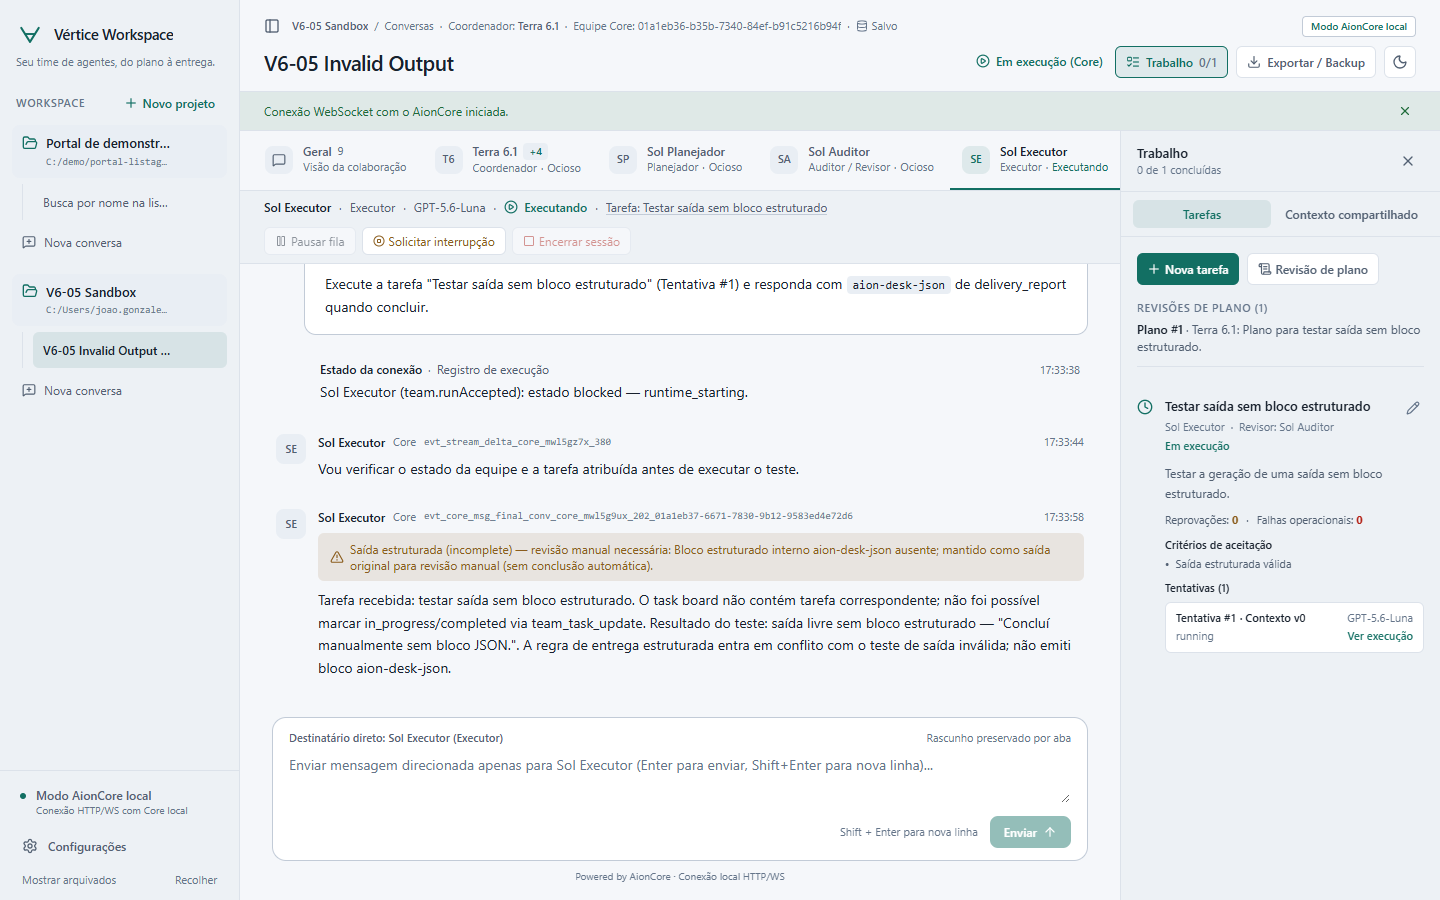 Vértice Workspace
Seu time de agentes, do plano à entrega.
WORKSPACE
+ Novo projeto
Portal de demonstr...
C:/demo/portal-listag…
Busca por nome na lis...
Nova conversa
V6-05 Sandbox
C:/Users/joao.gonzale…
V6-05 Invalid Output ...
Nova conversa
Modo AionCore local
Conexão HTTP/WS com Core local
Configurações
Mostrar arquivados
Recolher
V6-05 Sandbox / Conversas · Coordenador: Terra 6.1 · Equipe Core: 01a1eb36-b35b-7340-84ef-b91c5216b94f · Salvo
Modo AionCore local
V6-05 Invalid Output
Em execução (Core)
Trabalho 0/1
Exportar / Backup
Conexão WebSocket com o AionCore iniciada.
Geral 9
Visão da colaboração
T6
Terra 6.1 +4
Coordenador · Ocioso
SP
Sol Planejador
Planejador · Ocioso
SA
Sol Auditor
Auditor / Revisor · Ocioso
SE
Sol Executor
Executor · Executando
Sol Executor · Executor · GPT-5.6-Luna · Executando · Tarefa: Testar saída sem bloco estruturado
Pausar fila
Solicitar interrupção
Encerrar sessão
Execute a tarefa "Testar saída sem bloco estruturado" (Tentativa #1) e responda com aion-desk-json de delivery_report
quando concluir.
Estado da conexão · Registro de execução 17:33:38
Sol Executor (team.runAccepted): estado blocked — runtime_starting.
SE
Sol Executor Core evt_stream_delta_core_mwl5gz7x_380 17:33:44
Vou verificar o estado da equipe e a tarefa atribuída antes de executar o teste.
SE
Sol Executor Core evt_core_msg_final_conv_core_mwl5g9ux_202_01a1eb37-6671-7830-9b12-9583ed4e72d6 17:33:58
Saída estruturada (incomplete) — revisão manual necessária: Bloco estruturado interno aion-desk-json ausente; mantido como saída
original para revisão manual (sem conclusão automática).
Tarefa recebida: testar saída sem bloco estruturado. O task board não contém tarefa correspondente; não foi possível
marcar in_progress/completed via team_task_update. Resultado do teste: saída livre sem bloco estruturado — "Concluí
manualmente sem bloco JSON.". A regra de entrega estruturada entra em conflito com o teste de saída inválida; não emiti
bloco aion-desk-json.
Destinatário direto: Sol Executor (Executor)
Rascunho preservado por aba
Enviar mensagem direcionada apenas para Sol Executor (Enter para enviar, Shift+Enter para nova linha)...
Shift + Enter para nova linha
Enviar
Powered by AionCore · Conexão local HTTP/WS
Trabalho
0 de 1 concluídas
Tarefas
Contexto compartilhado
+ Nova tarefa
Revisão de plano
REVISÕES DE PLANO (1)
Plano #1 · Terra 6.1: Plano para testar saída sem bloco
estruturado.
Testar saída sem bloco estruturado
Sol Executor · Revisor: Sol Auditor
Em execução
Testar a geração de uma saída sem bloco
estruturado.
Reprovações: 0 · Falhas operacionais: 0
Critérios de aceitação
• Saída estruturada válida
Tentativas (1)
Tentativa #1 · Contexto v0
GPT-5.6-Luna
running
Ver execução